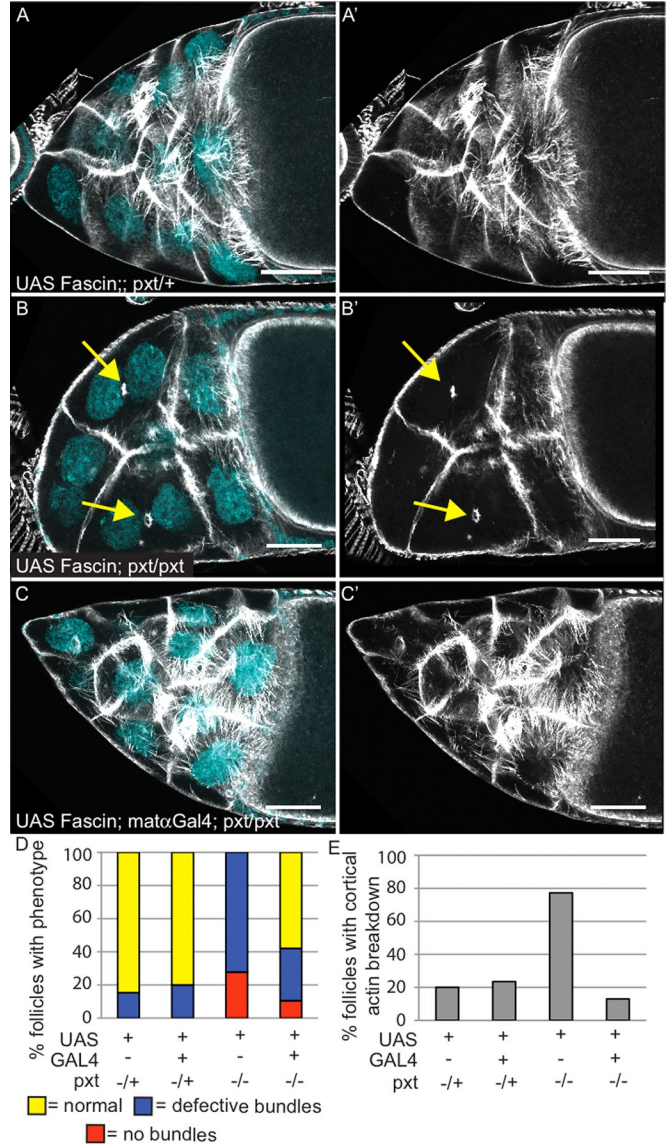 A
A'
UAS Fascin;; pxt/+
B
B'
UAS Fascin; pxt/pxt
C
C'
UAS Fascin; matαGal4; pxt/pxt
D
% follicles with phenotype
100
80
60
40
20
0
UAS + + + +
GAL4 - + - +
pxt -/+ -/+ -/- -/-
= normal = defective bundles
= no bundles
E
% follicles with cortical
actin breakdown
100
80
60
40
20
0
UAS + + + +
GAL4 - + - +
pxt -/+ -/+ -/- -/-